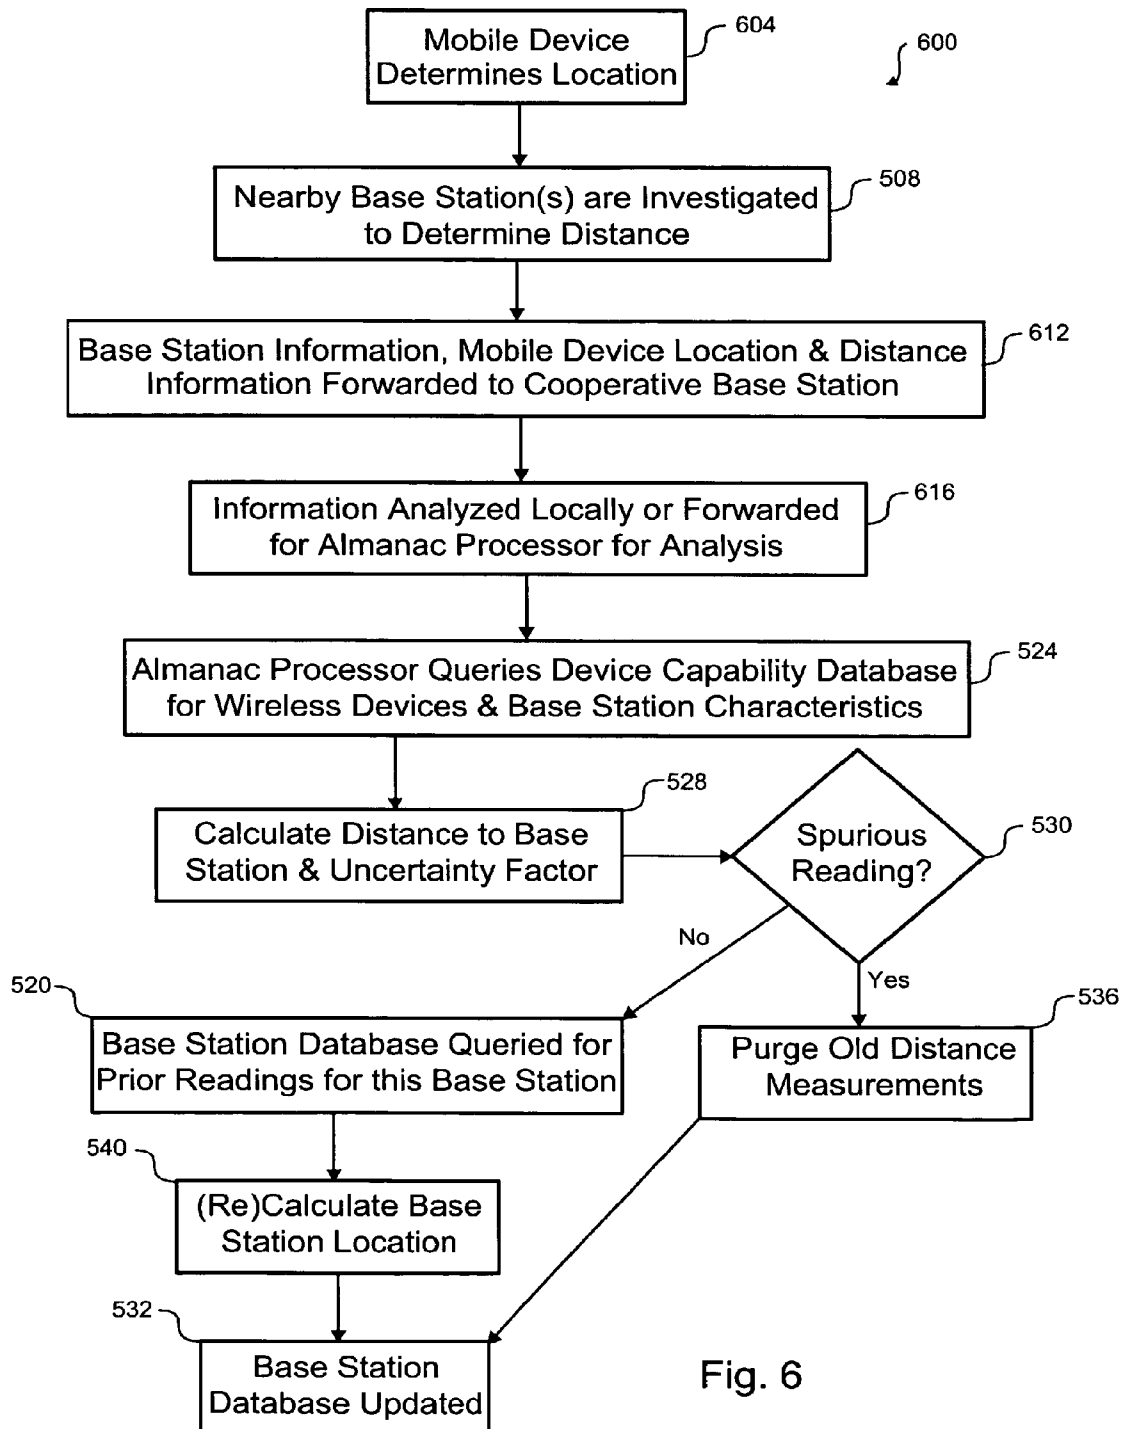 604
Mobile Device
Determines Location
600
508
Nearby Base Station(s) are Investigated
to Determine Distance
612
Base Station Information, Mobile Device Location & Distance
Information Forwarded to Cooperative Base Station
616
Information Analyzed Locally or Forwarded
for Almanac Processor for Analysis
524
Almanac Processor Queries Device Capability Database
for Wireless Devices & Base Station Characteristics
528
Calculate Distance to Base
Station & Uncertainty Factor
530
Spurious
Reading?
No
Yes
520
Base Station Database Queried for
Prior Readings for this Base Station
536
Purge Old Distance
Measurements
540
(Re)Calculate Base
Station Location
532
Base Station
Database Updated
Fig. 6